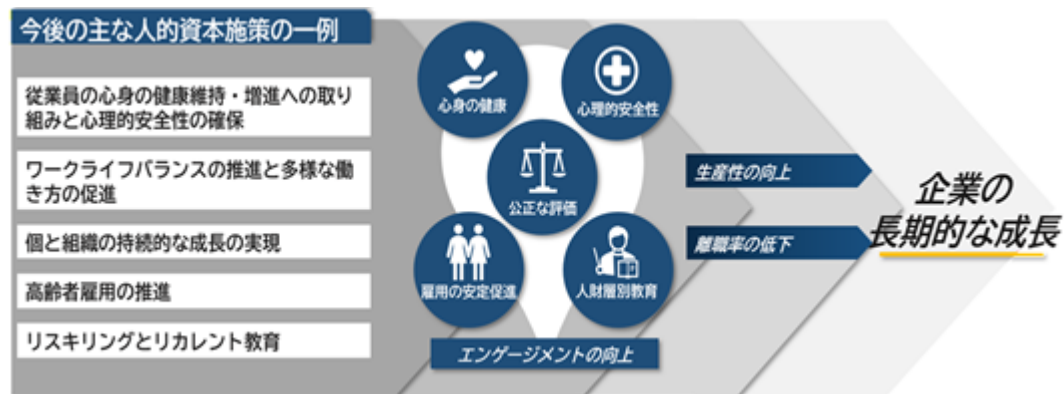 今後の主な人的資本施策の一例
従業員の心身の健康維持・増進への取り
組みと心理的安全性の確保
ワークライフバランスの推進と多様な働
き方の促進
個と組織の持続的な成長の実現
高齢者雇用の推進
リスキリングとリカレント教育
心身の健康
心理的安全性
公正な評価
雇用の安定促進
人財層別教育
エンゲージメントの向上
生産性の向上
離職率の低下
企業の
長期的な成長